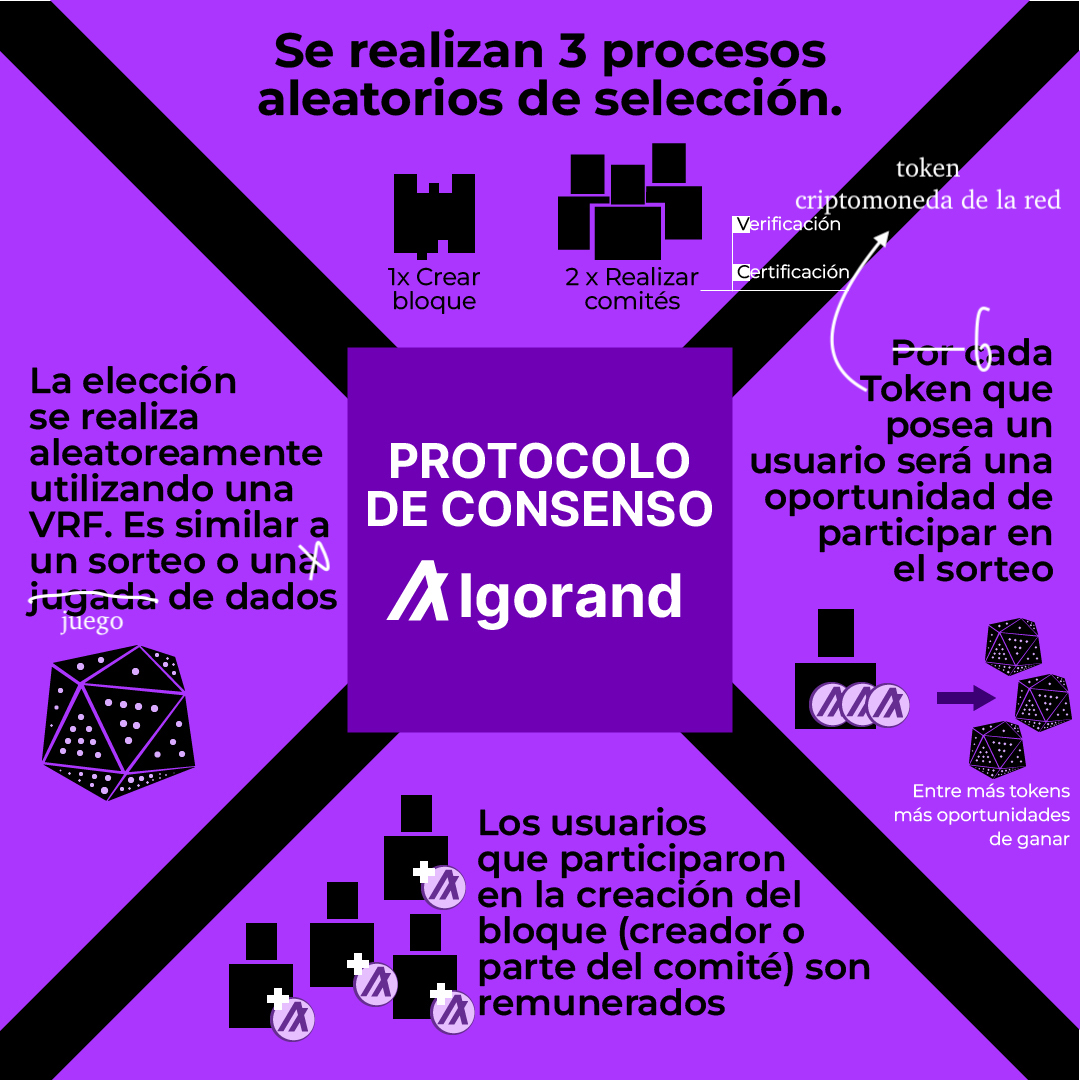 Se realizan 3 procesos
aleatorios de selección.
1x Crear
bloque
2 x Realizar
comités
Verificación
Certificación
token
criptomoneda de la red
La elección
se realiza
aleatoreamente
utilizando una
VRF. Es similar a
un sorteo o una
jugada de dados
juego
PROTOCOLO
DE CONSENSO
Algorand
Por cada
Token que
posea un
usuario será una
oportunidad de
participar en
el sorteo
Entre más tokens
más oportunidades
de ganar
Los usuarios
que participaron
en la creación del
bloque (creador o
parte del comité) son
remunerados